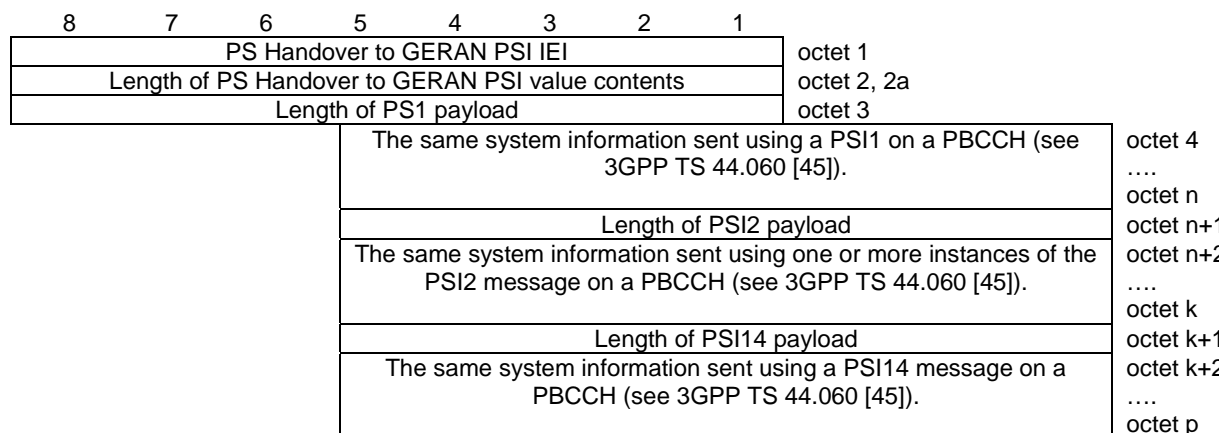 8 7 6 5 4 3 2 1
PS Handover to GERAN PSI IEI octet 1
Length of PS Handover to GERAN PSI value contents octet 2, 2a
Length of PS1 payload octet 3
The same system information sent using a PSI1 on a PBCCH (see octet 4
3GPP TS 44.060 [45]). ….
octet n
Length of PSI2 payload octet n+1
The same system information sent using one or more instances of the octet n+2
PSI2 message on a PBCCH (see 3GPP TS 44.060 [45]). ….
octet k
Length of PSI14 payload octet k+1
The same system information sent using a PSI14 message on a octet k+2
PBCCH (see 3GPP TS 44.060 [45]). ….
octet p